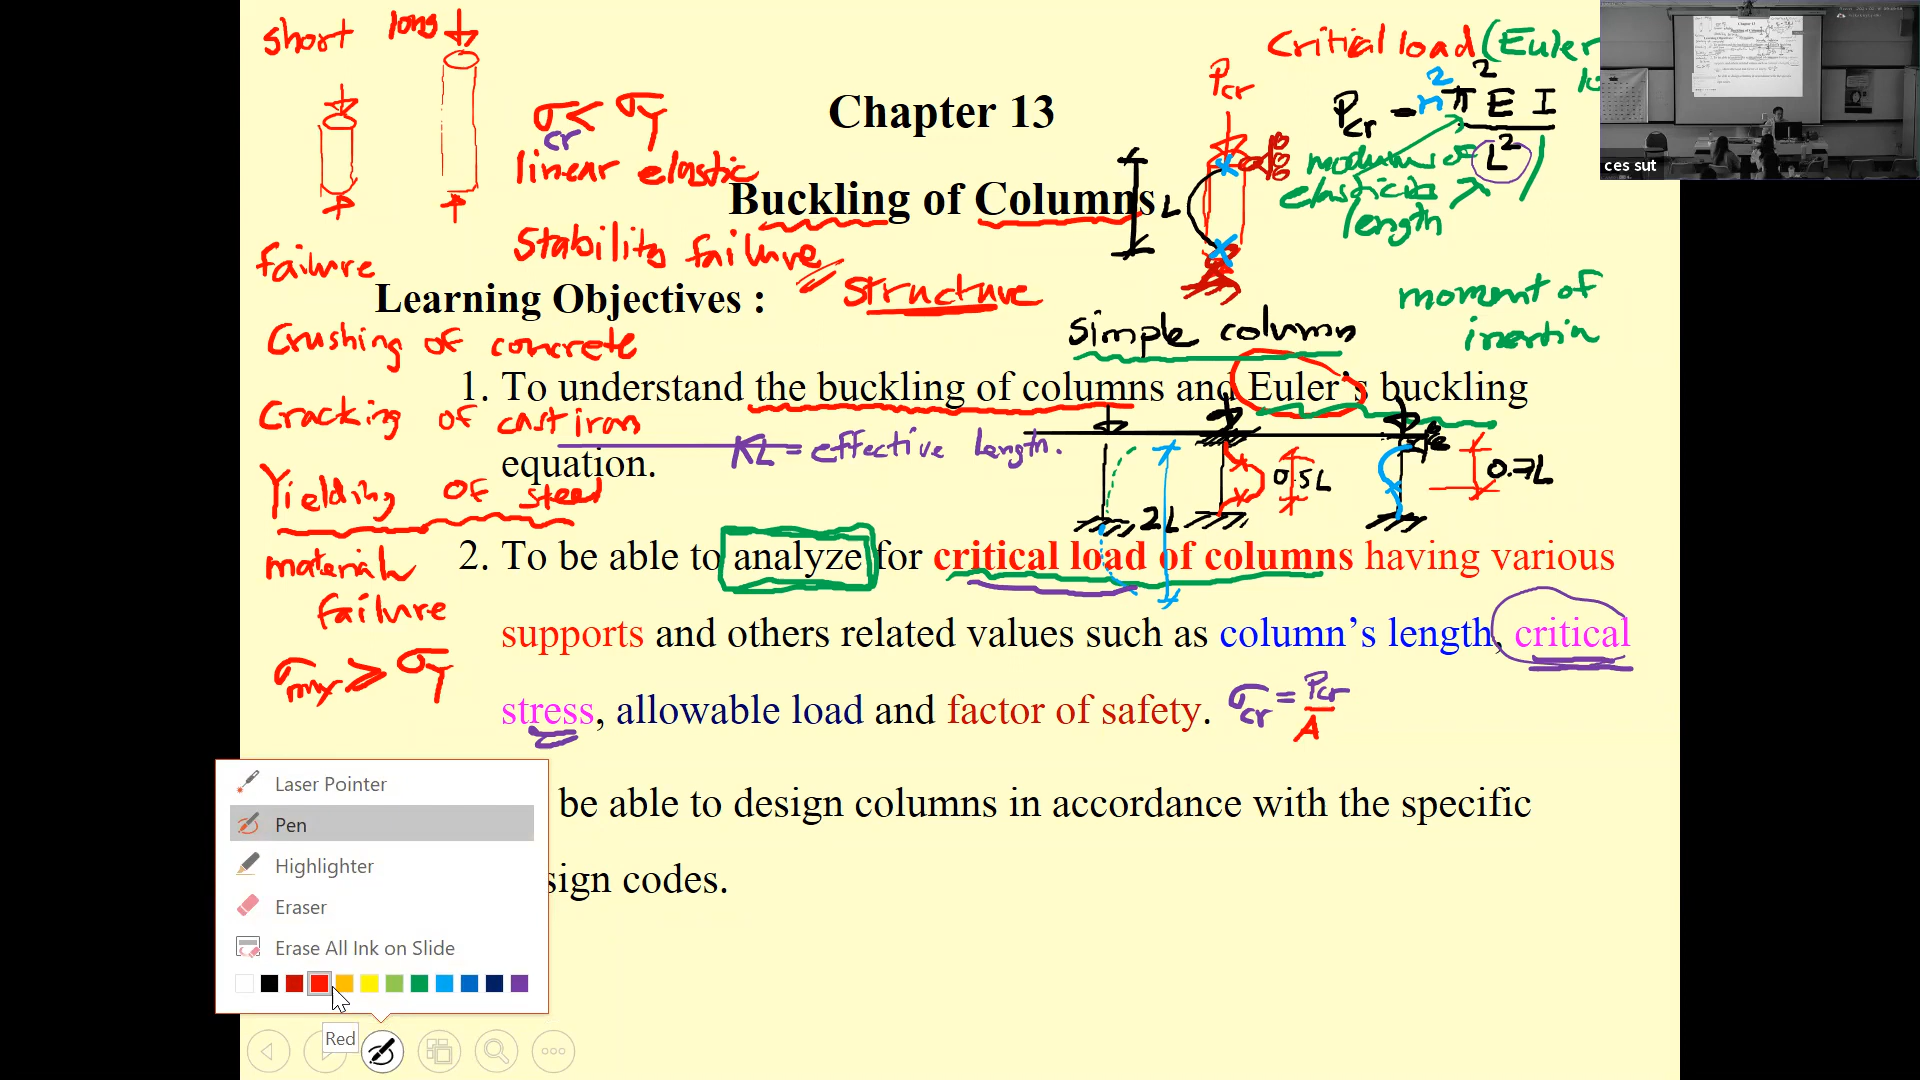 short
long
Critical load (Euler
lo
Pcr
Pcr = n² π² E I
L²
σcr < σY
Chapter 13
linear elastic
modulus of
elasticity
length
ces sut
Buckling of Columns
L
Stability failure
failure
structure
Learning Objectives :
moment of
inertia
simple column
Crushing of concrete
1. To understand the buckling of columns and Euler’s buckling
Cracking of cast iron
equation.
KL = effective length.
0.5L
0.7L
Yielding of steel
2L
2. To be able to analyze for critical load of columns having various
material
failure
supports and others related values such as column’s length, critical
σmax ≥ σY
stress, allowable load and factor of safety.
σcr = Pcr
A
be able to design columns in accordance with the specific
sign codes.
Laser Pointer
Pen
Highlighter
Eraser
Erase All Ink on Slide
Red